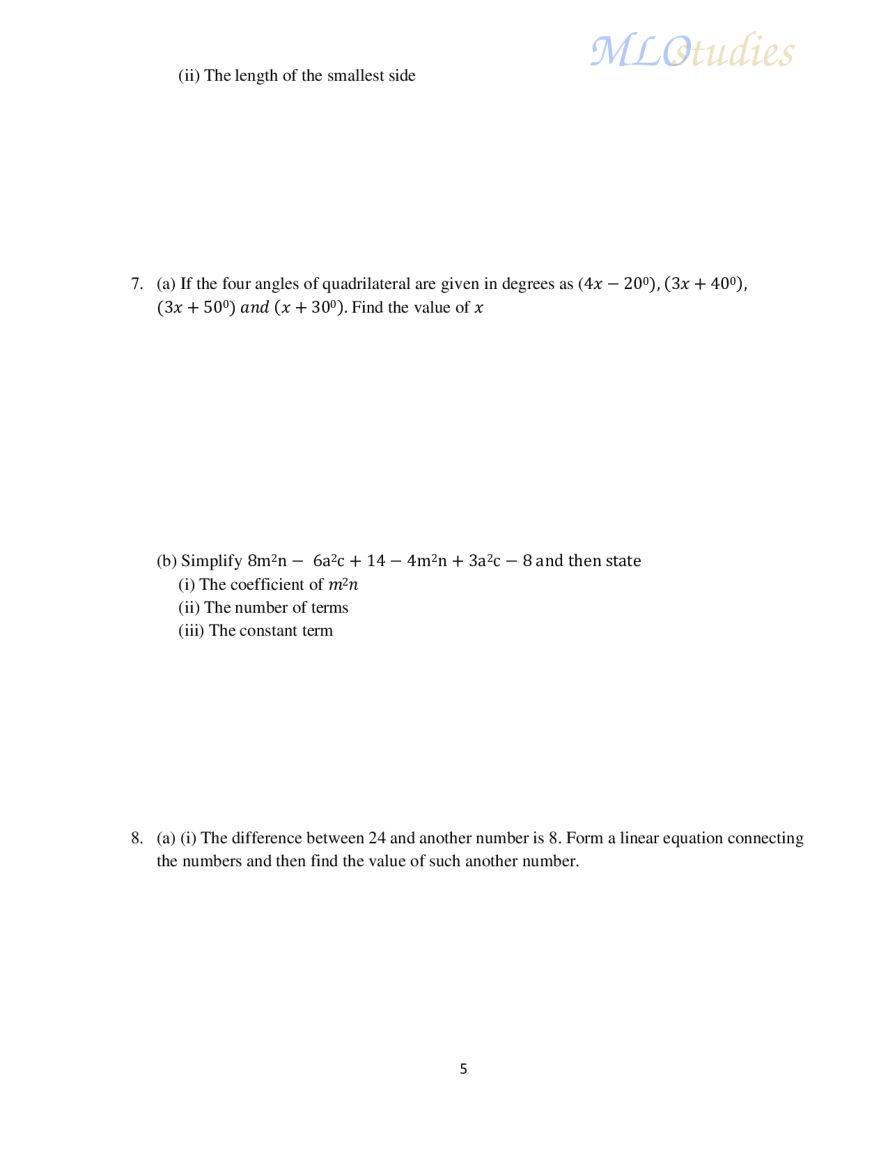 MLOstudies
(ii) The length of the smallest side
7. (a) If the four angles of quadrilateral are given in degrees as (4𝑥 − 20⁰), (3𝑥 + 40⁰),
(3𝑥 + 50⁰) 𝑎𝑛𝑑 (𝑥 + 30⁰). Find the value of 𝑥
(b) Simplify 8m²n − 6a²c + 14 − 4m²n + 3a²c − 8 and then state
(i) The coefficient of 𝑚²𝑛
(ii) The number of terms
(iii) The constant term
8. (a) (i) The difference between 24 and another number is 8. Form a linear equation connecting
the numbers and then find the value of such another number.
5